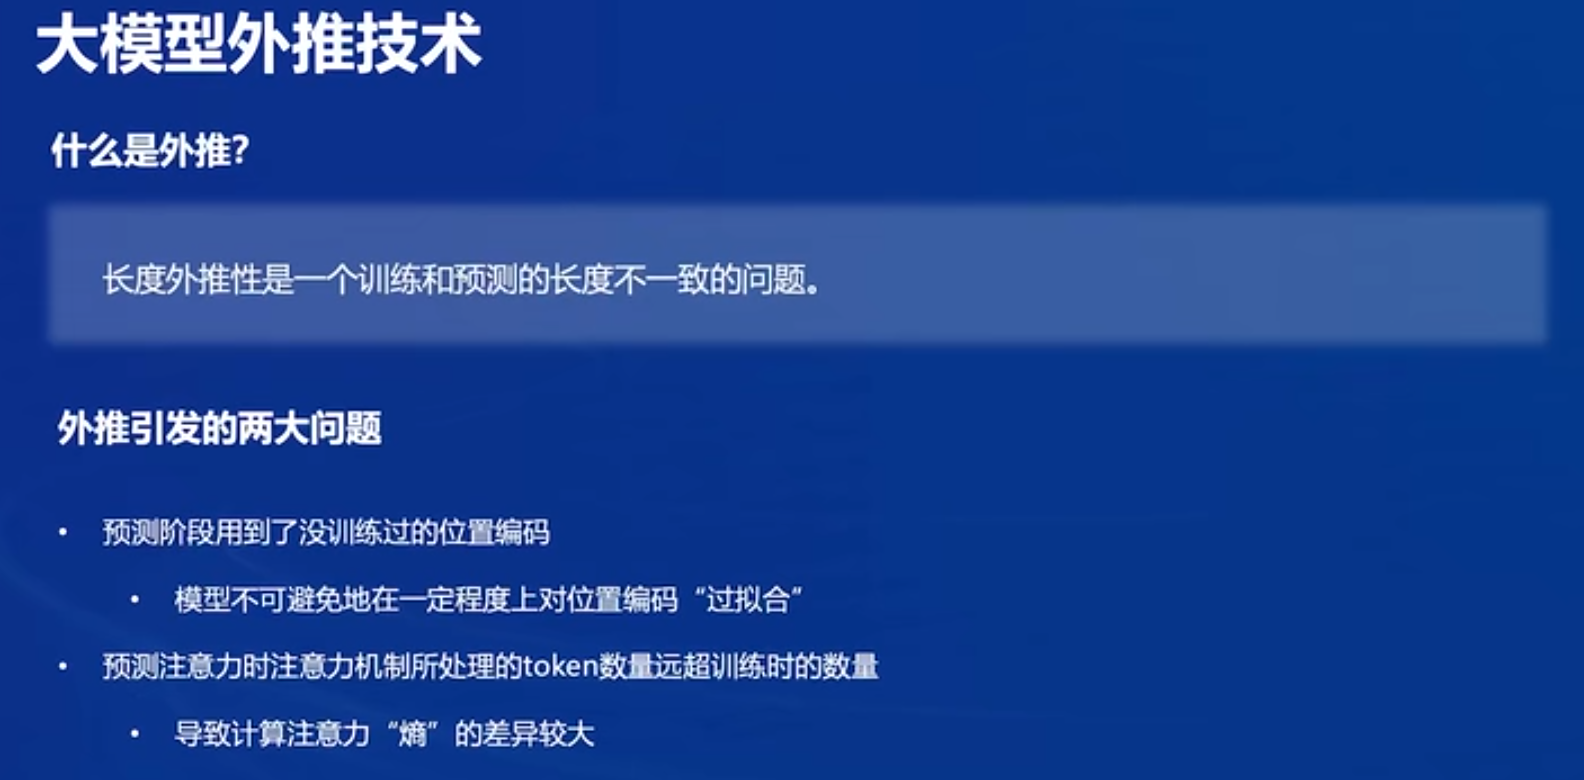 大模型外推技术
什么是外推?
长度外推性是一个训练和预测的长度不一致的问题。
外推引发的两大问题
• 预测阶段用到了没训练过的位置编码
• 模型不可避免地在一定程度上对位置编码“过拟合”
• 预测注意力时注意力机制所处理的token数量远超训练时的数量
• 导致计算注意力“熵”的差异较大